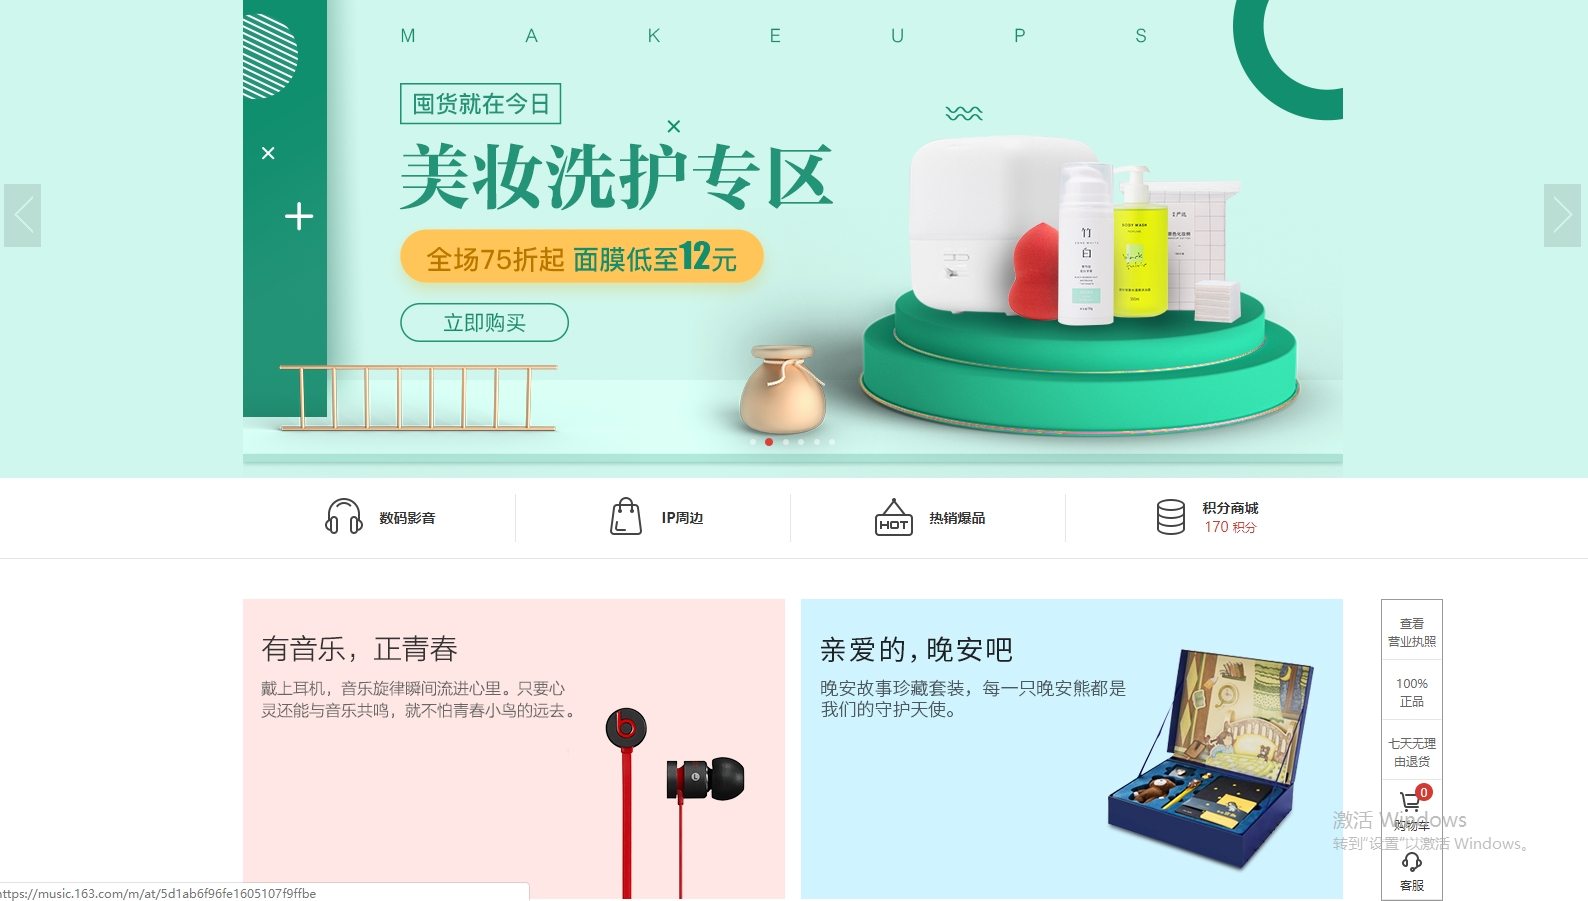 M A K E U P S
囤货就在今日
美妆洗护专区
全场75折起 面膜低至12元
立即购买
竹
白
BODY WASH
数码影音
IP周边
HOT
热销爆品
积分商城
170 积分
有音乐，正青春
戴上耳机，音乐旋律瞬间流进心里。只要心
灵还能与音乐共鸣，就不怕青春小鸟的远去。
b
亲爱的，晚安吧
晚安故事珍藏套装，每一只晚安熊都是
我们的守护天使。
查看
营业执照
100%
正品
七天无理
由退货
0
购物车
客服
激活 Windows
转到“设置”以激活 Windows。
https://music.163.com/m/at/5d1ab6f96fe1605107f9ffbe